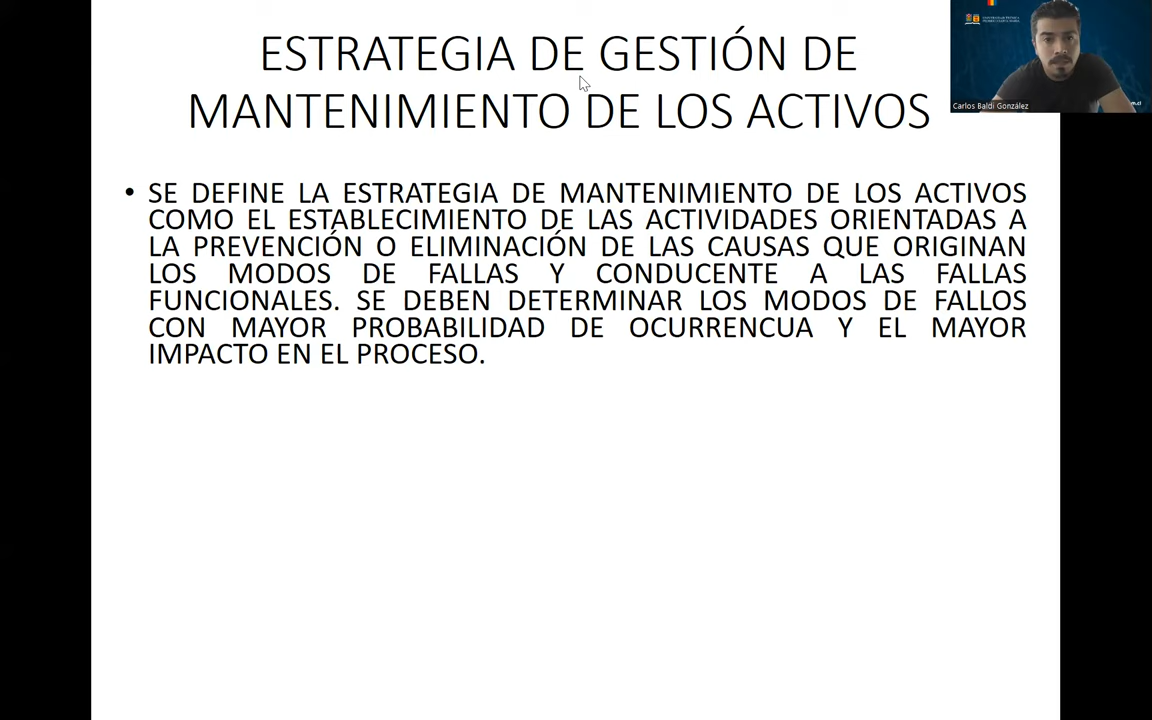 ESTRATEGIA DE GESTIÓN DE
MANTENIMIENTO DE LOS ACTIVOS
• SE DEFINE LA ESTRATEGIA DE MANTENIMIENTO DE LOS ACTIVOS
COMO EL ESTABLECIMIENTO DE LAS ACTIVIDADES ORIENTADAS A
LA PREVENCIÓN O ELIMINACIÓN DE LAS CAUSAS QUE ORIGINAN
LOS MODOS DE FALLAS Y CONDUCENTE A LAS FALLAS
FUNCIONALES. SE DEBEN DETERMINAR LOS MODOS DE FALLOS
CON MAYOR PROBABILIDAD DE OCURRENCUA Y EL MAYOR
IMPACTO EN EL PROCESO.
Carlos Baldi González